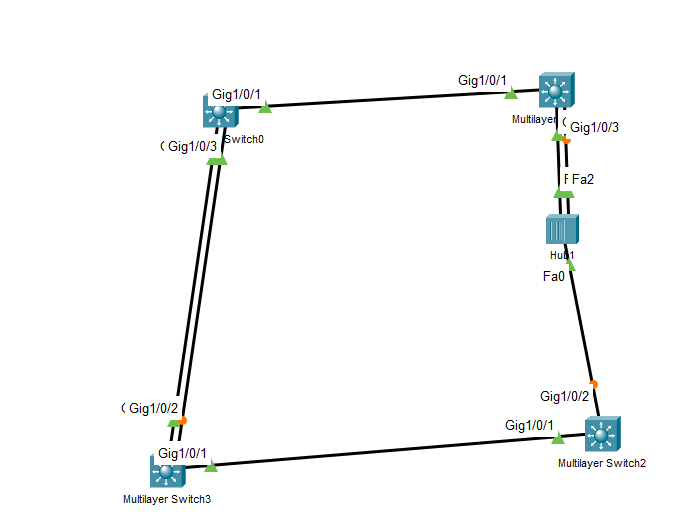 Gig1/0/1
Gig1/0/1
Multilayer
Switch0
Gig1/0/3
Gig1/0/3
Fa2
Hub1
Fa0
Gig1/0/2
Gig1/0/2
Gig1/0/1
Gig1/0/1
Multilayer Switch2
Multilayer Switch3